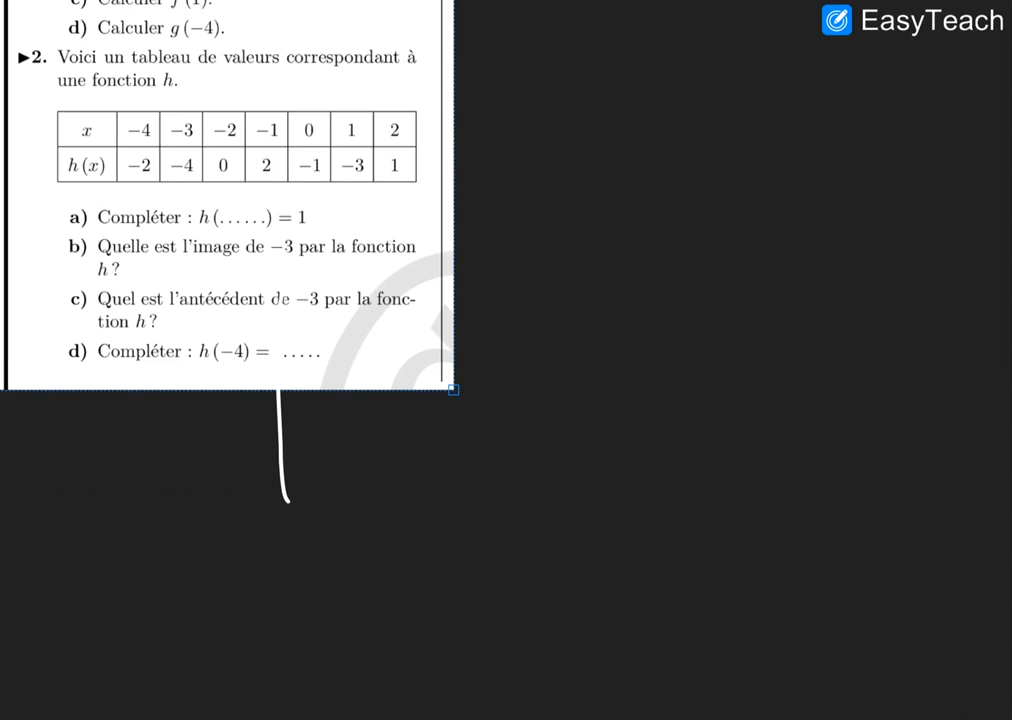 EasyTeach
d) Calculer g(−4).
▶2. Voici un tableau de valeurs correspondant à
une fonction h.
x −4 −3 −2 −1 0 1 2
h(x) −2 −4 0 2 −1 −3 1
a) Compléter : h(......) = 1
b) Quelle est l'image de −3 par la fonction
h ?
c) Quel est l'antécédent de −3 par la fonc-
tion h ?
d) Compléter : h(−4) = .....